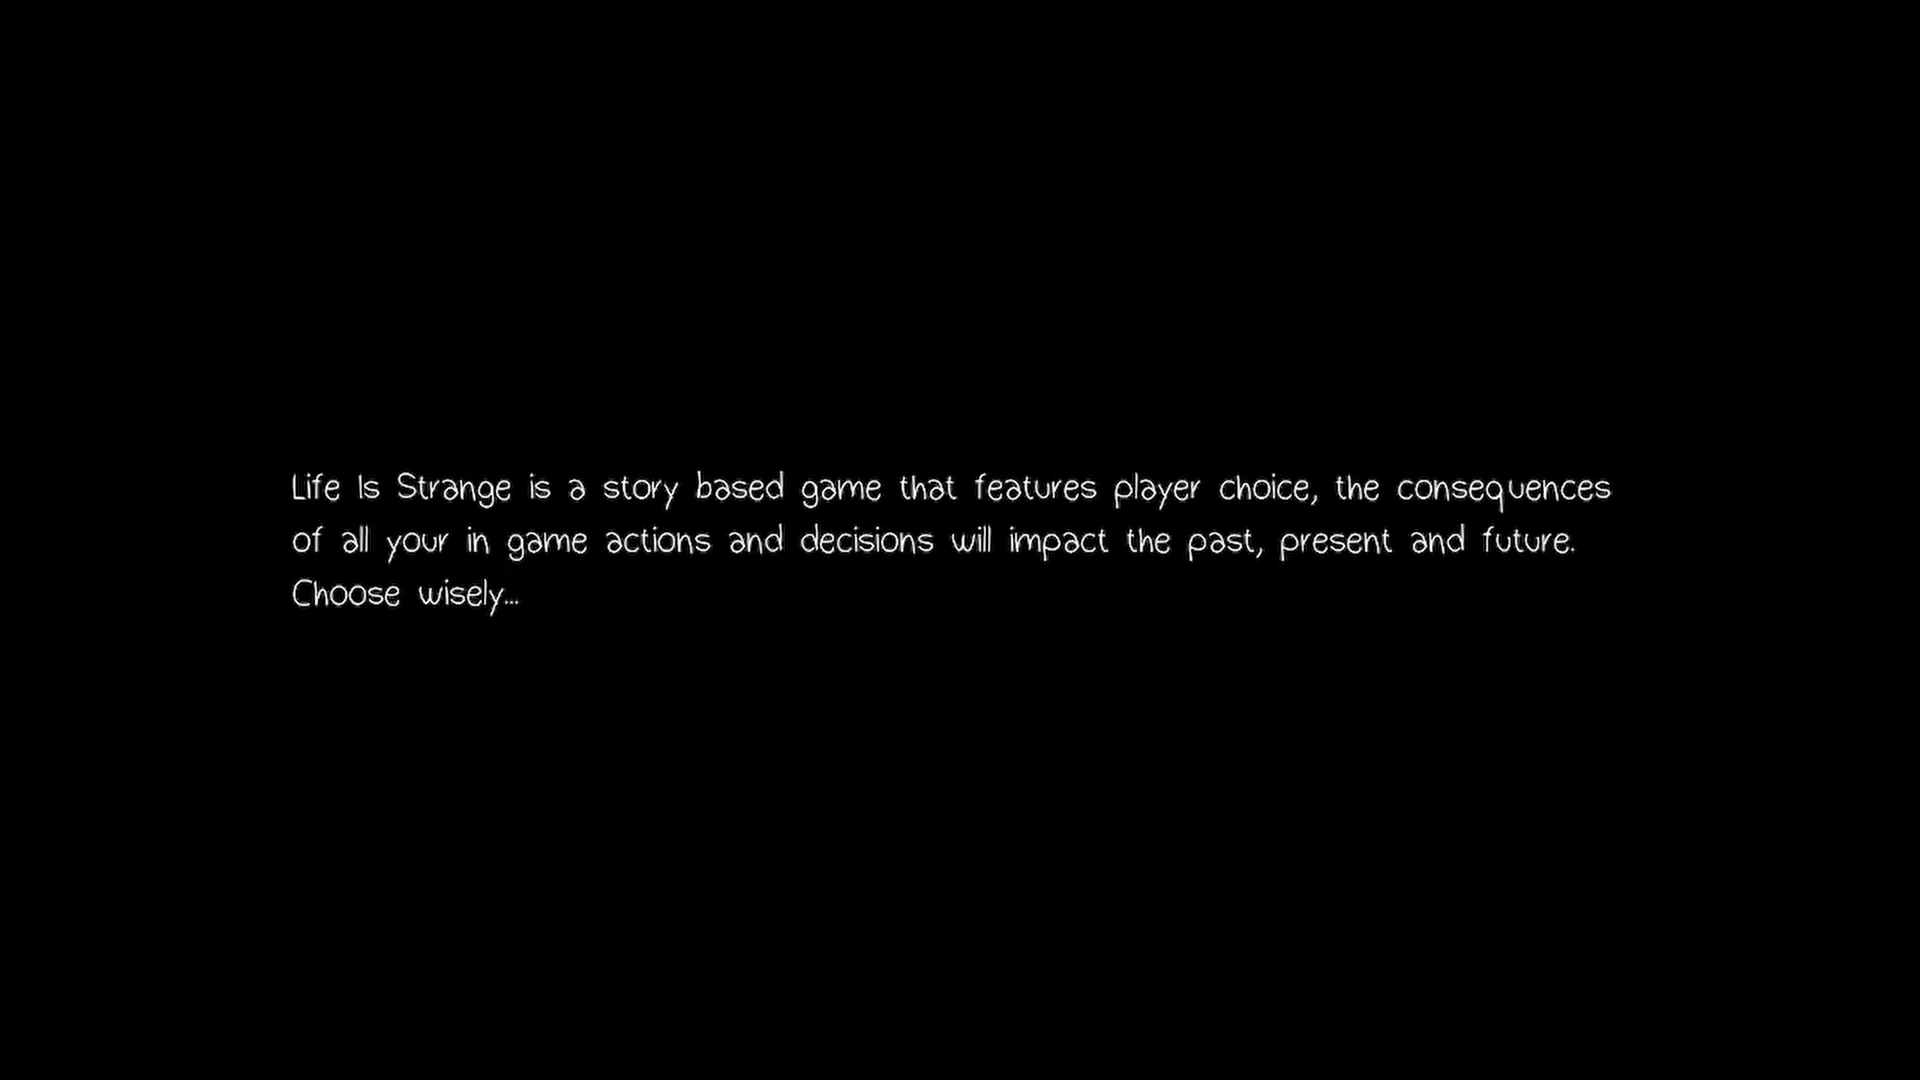 Life Is Strange is a story based game that features player choice, the consequences
of all your in game actions and decisions will impact the past, present and future.
Choose wisely...